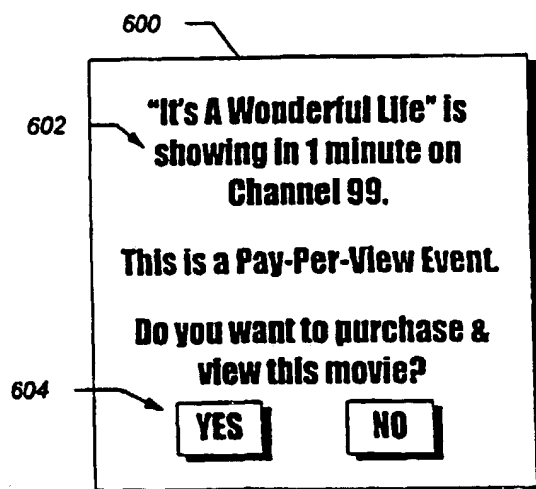 600
602
"It's A Wonderful Life" is
showing in 1 minute on
Channel 99.
This is a Pay-Per-View Event.
Do you want to purchase &
view this movie?
604
YES NO